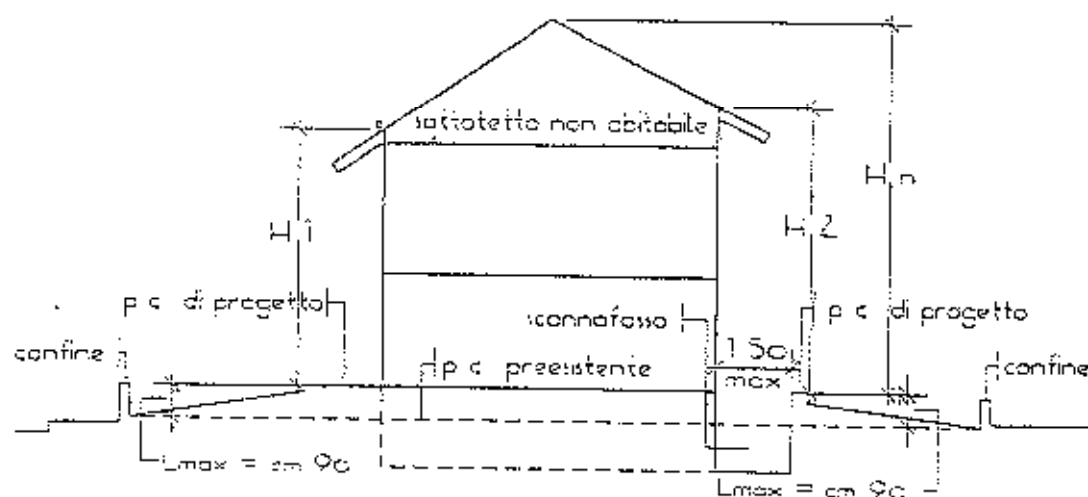 sottotetto non abitabile
H n
H 1
H 2
p c di progetto
p c di progetto
scannafosso
1 50
max
confine
p c preesistente
confine
Lmax = cm 90
Lmax = cm 90